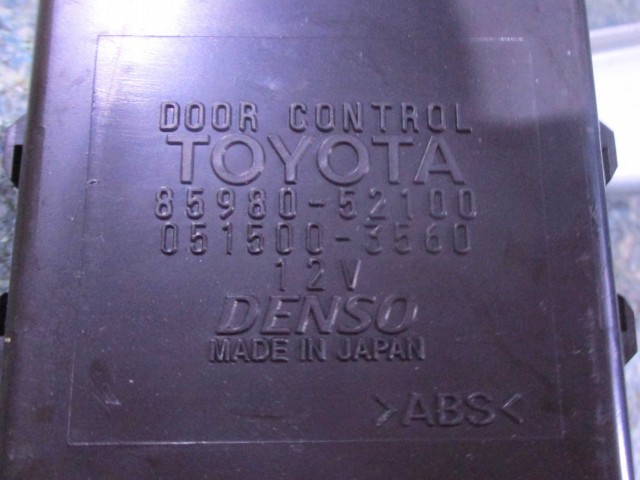 DOOR CONTROL
TOYOTA
85980-52100
051500-3560
12V
DENSO
MADE IN JAPAN
>ABS<